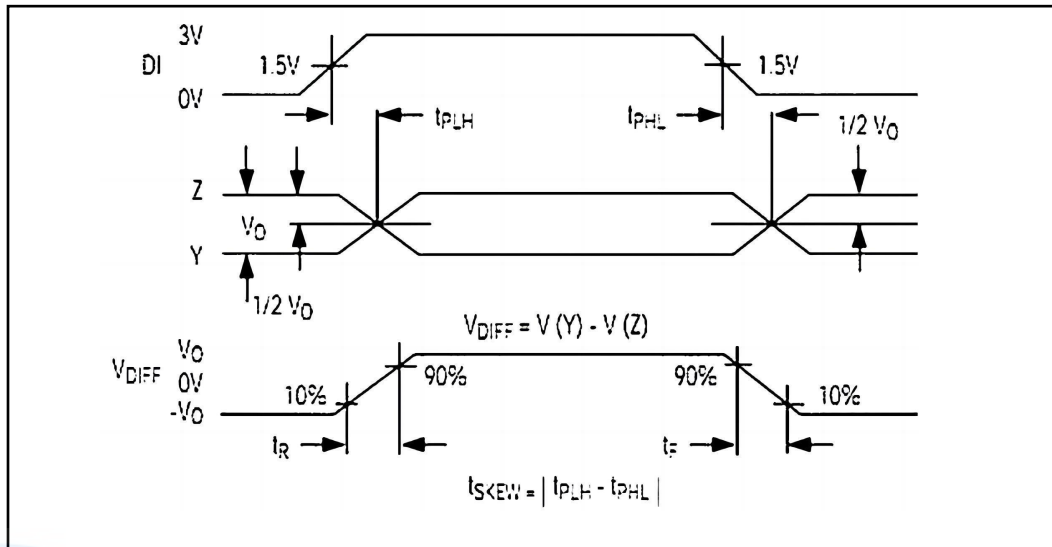 3V
DI 1.5V 1.5V
0V
tPLH tPHL 1/2 VO
Z
VO
Y
1/2 VO
VDIFF = V (Y) - V (Z)
VO
VDIFF 90% 90%
0V
10% 10%
-VO
tR tF
tSKEW = | tPLH - tPHL |